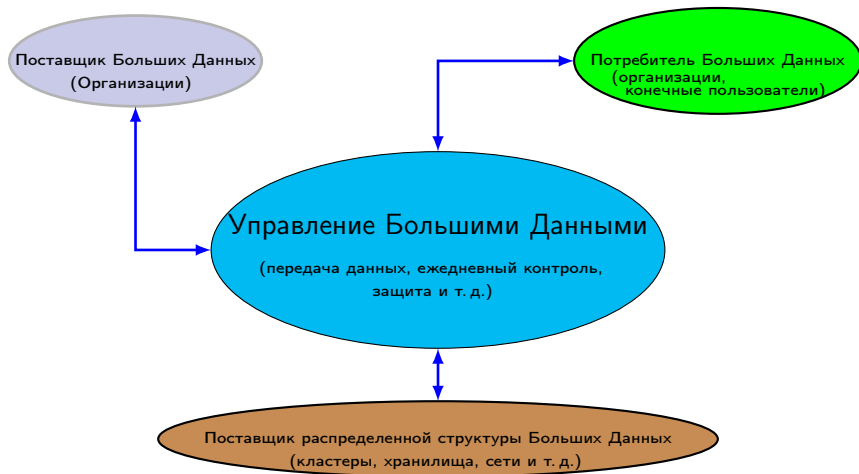 Поставщик Больших Данных
(Организации)
Потребитель Больших Данных
(организации,
конечные пользователи)
Управление Большими Данными
(передача данных, ежедневный контроль,
защита и т. д.)
Поставщик распределенной структуры Больших Данных
(кластеры, хранилища, сети и т. д.)